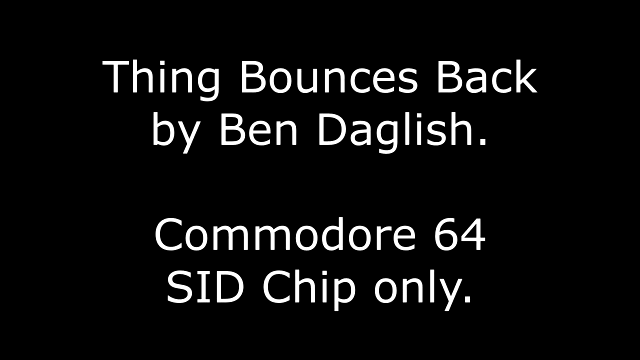 Thing Bounces Back
by Ben Daglish.
Commodore 64
SID Chip only.